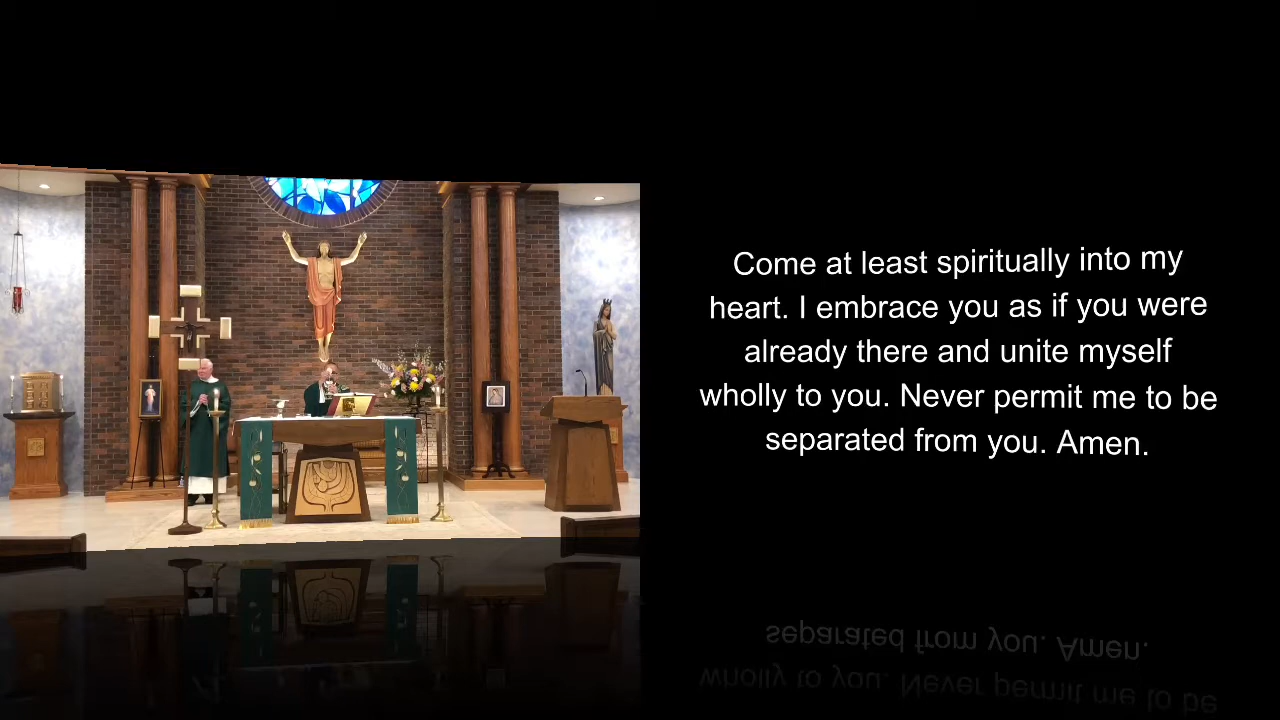 Come at least spiritually into my
heart. I embrace you as if you were
already there and unite myself
wholly to you. Never permit me to be
separated from you. Amen.